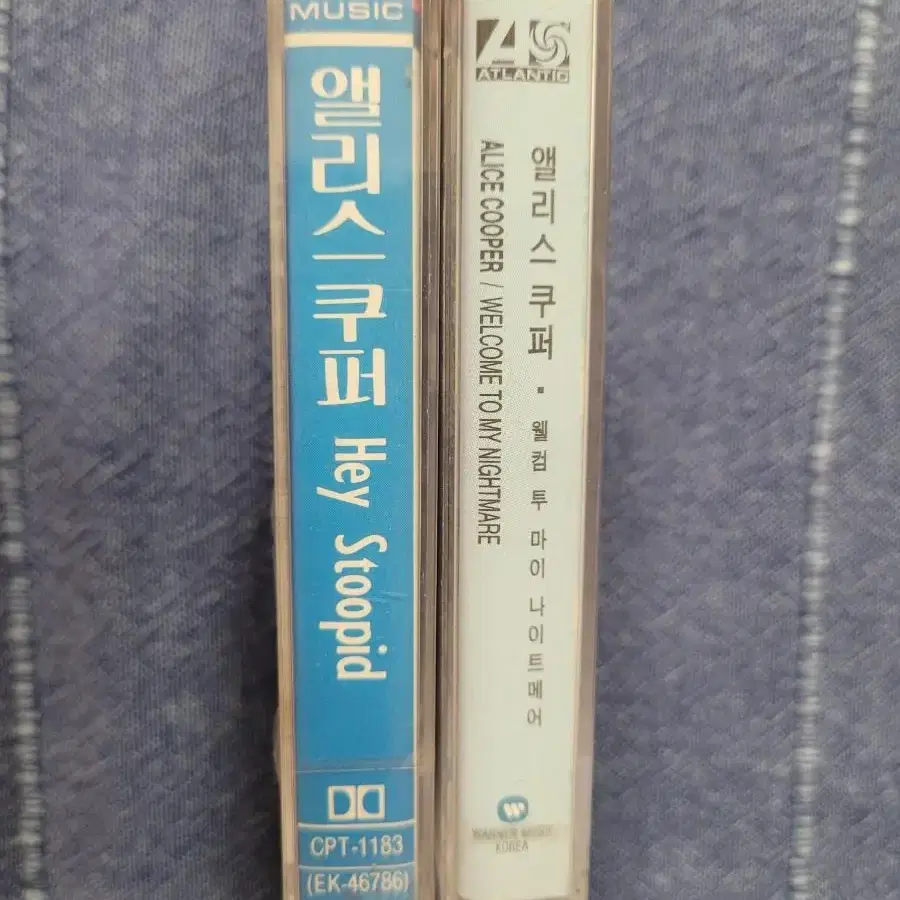 MUSIC
앨리스 쿠퍼 Hey Stoopid
CPT-1183
(EK-46786)
ATLANTIC
앨리스 쿠퍼 · 웰컴 투 마이 나이트메어
ALICE COOPER / WELCOME TO MY NIGHTMARE
WARNER MUSIC
KOREA